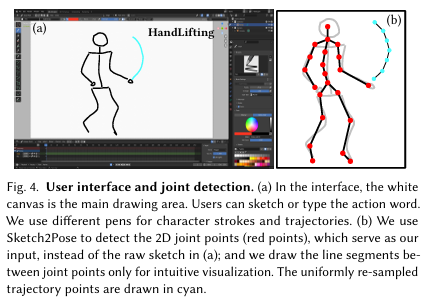 (a)
HandLifting
(b)
Fig. 4. User interface and joint detection. (a) In the interface, the white
canvas is the main drawing area. Users can sketch or type the action word.
We use different pens for character strokes and trajectories. (b) We use
Sketch2Pose to detect the 2D joint points (red points), which serve as our
input, instead of the raw sketch in (a); and we draw the line segments be-
tween joint points only for intuitive visualization. The uniformly re-sampled
trajectory points are drawn in cyan.